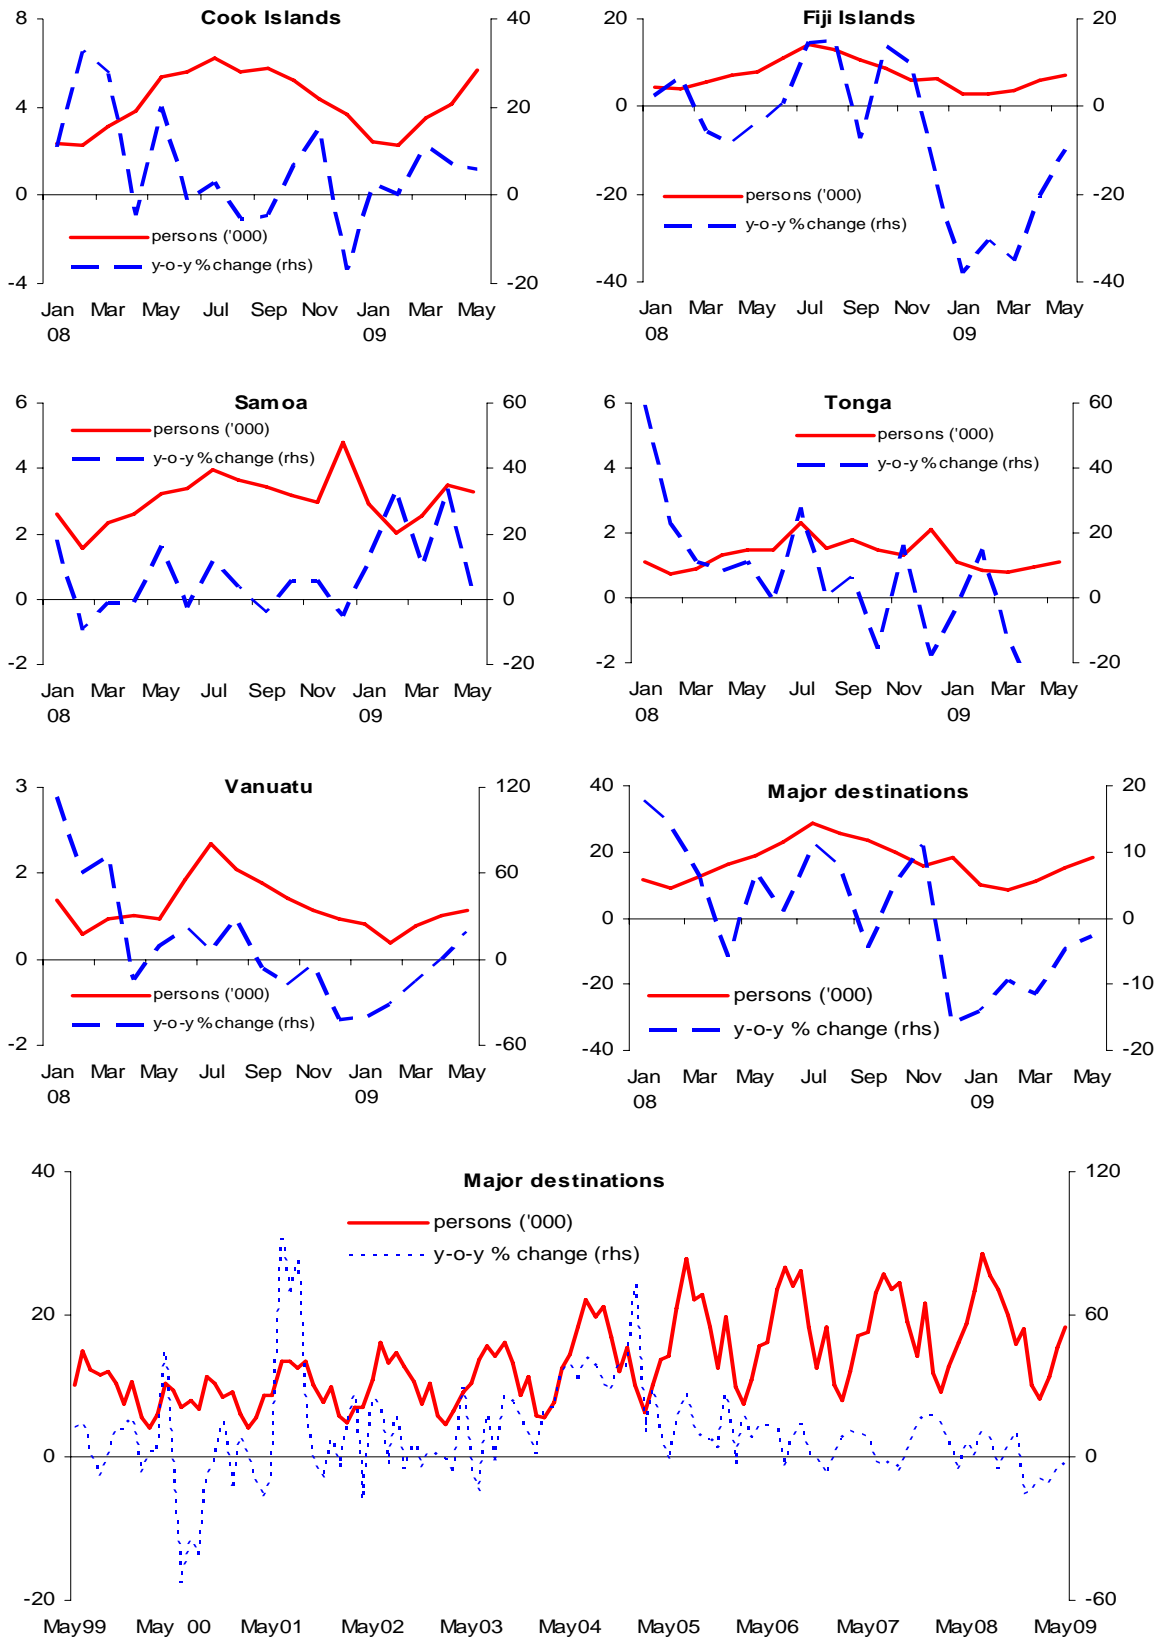 Cook Islands
8
4
0
-4
40
20
0
-20
persons ('000)
y-o-y % change (rhs)
Jan Mar May Jul Sep Nov Jan Mar May
08 09
Fiji Islands
20
0
-20
-40
20
0
-20
-40
persons ('000)
y-o-y % change (rhs)
Jan Mar May Jul Sep Nov Jan Mar May
08 09
Samoa
6
4
2
0
-2
60
40
20
0
-20
persons ('000)
y-o-y % change (rhs)
Jan Mar May Jul Sep Nov Jan Mar May
08 09
Tonga
6
4
2
0
-2
60
40
20
0
-20
persons ('000)
y-o-y % change (rhs)
Jan Mar May Jul Sep Nov Jan Mar May
08 09
Vanuatu
3
2
0
-2
120
60
0
-60
persons ('000)
y-o-y % change (rhs)
Jan Mar May Jul Sep Nov Jan Mar May
08 09
Major destinations
40
20
0
-20
-40
20
10
0
-10
-20
persons ('000)
y-o-y % change (rhs)
Jan Mar May Jul Sep Nov Jan Mar May
08 09
Major destinations
40
20
0
-20
120
60
0
-60
persons ('000)
y-o-y % change (rhs)
May99 May 00 May01 May02 May03 May04 May05 May06 May07 May08 May09